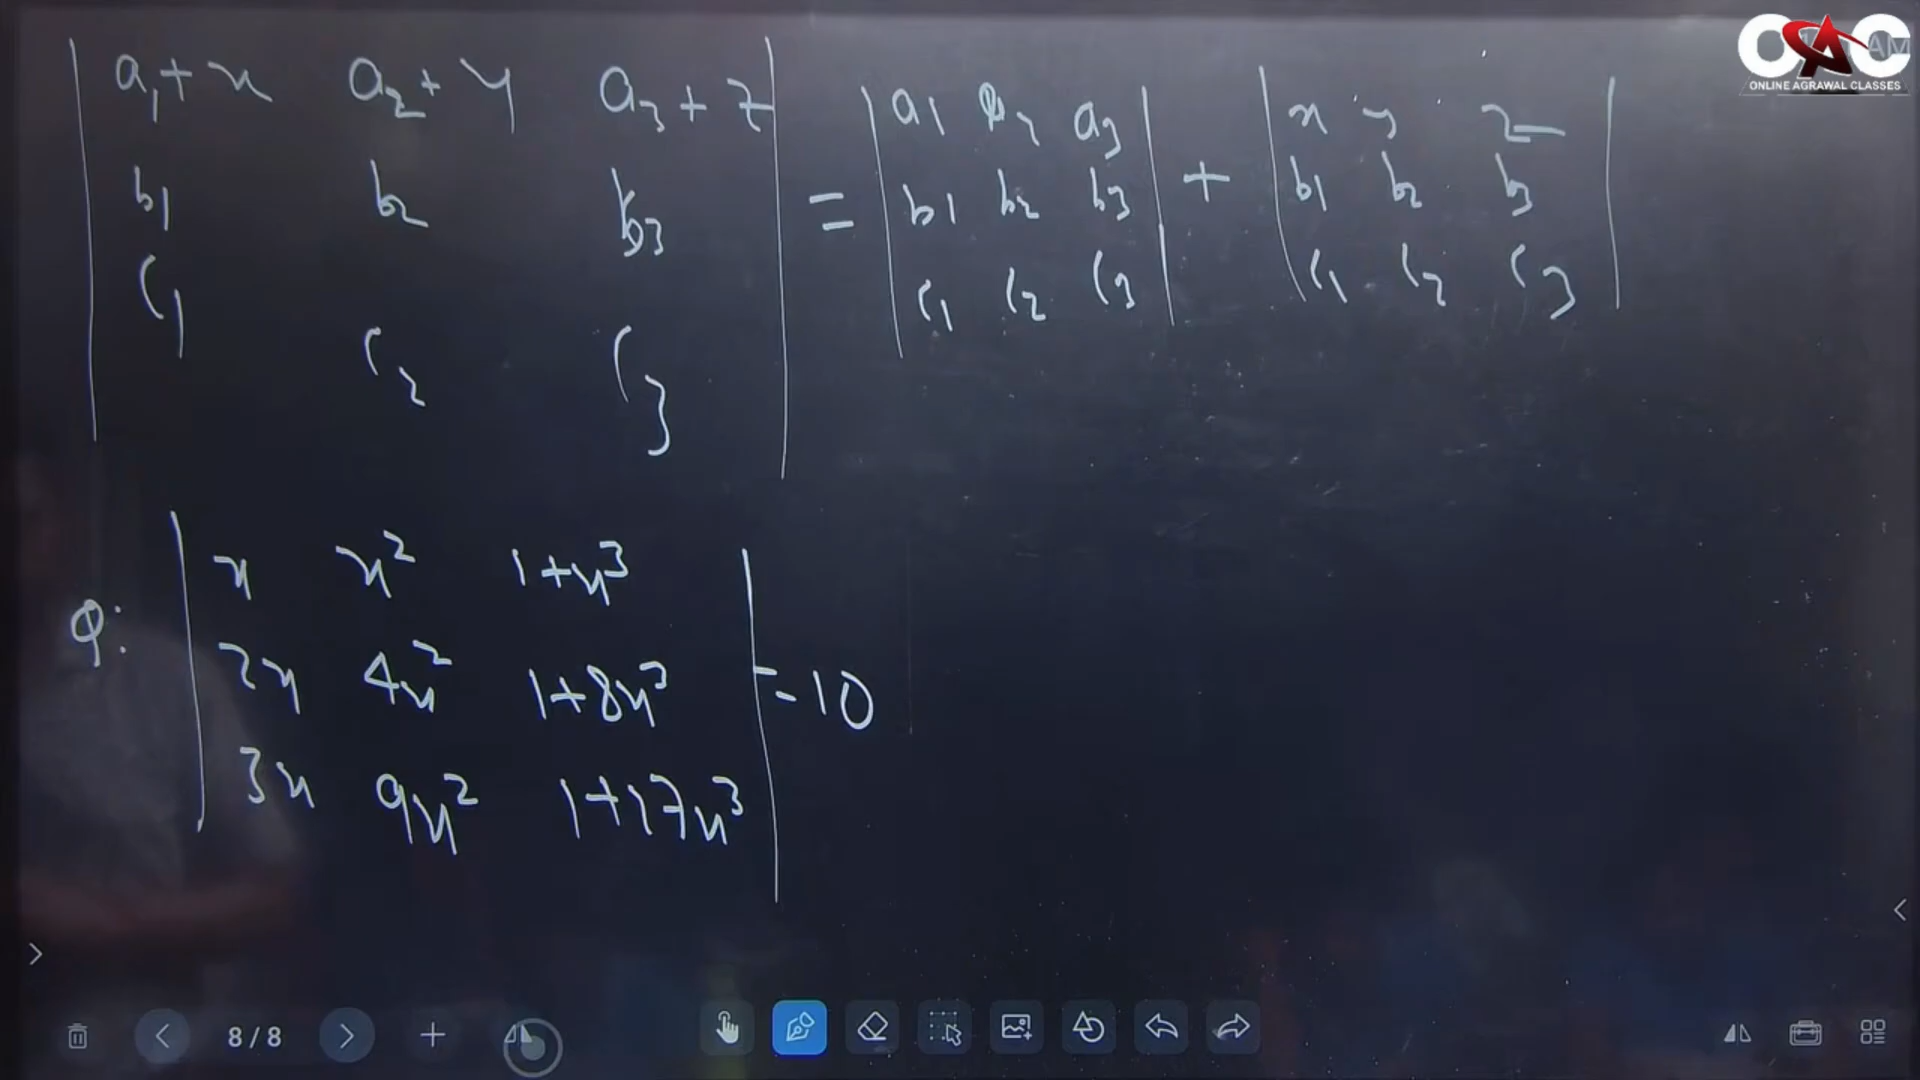 | a₁+x a₂+y a₃+z | = | a1 a2 a3 | + | x y z |
| b1 b2 b3 | | b1 b2 b3 | | b1 b2 b3 |
| c1 c2 c3 | | c1 c2 c3 | | c1 c2 c3 |
Q: | x x² 1+x³ |
| 2x 4x² 1+8x³ | = 10
| 3x 9x² 1+27x³ |
OAC
ONLINE AGRAWAL CLASSES
8/8